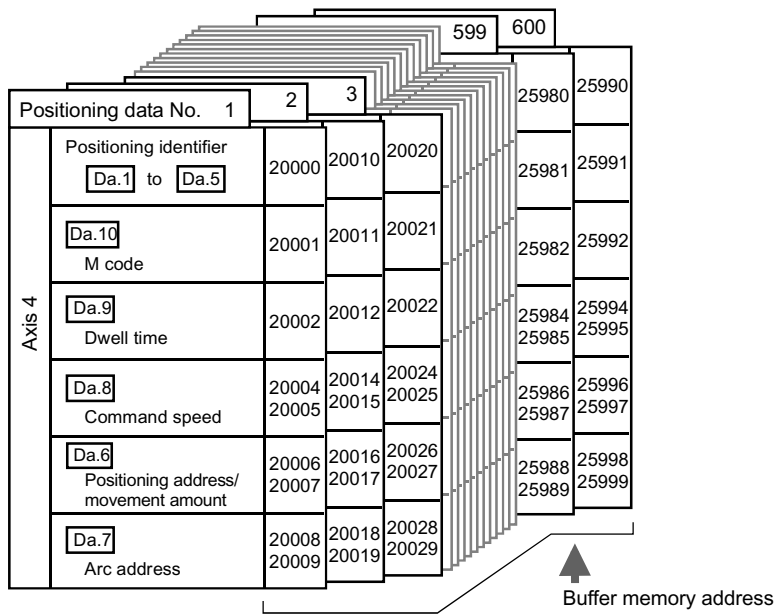 599 600
Positioning data No. 1 2 3
Axis 4
Positioning identifier
Da.1 to Da.5
20000 20010 20020 25980 25990
Da.10
M code
20001 20011 20021 25981 25991
Da.9
Dwell time
20002 20012 20022 25982 25992
Da.8
Command speed
20004 20014 20024 25984 25994
20005 20015 20025 25985 25995
Da.6
Positioning address/
movement amount
20006 20016 20026 25986 25996
20007 20017 20027 25987 25997
Da.7
Arc address
20008 20018 20028 25988 25998
20009 20019 20029 25989 25999
Buffer memory address